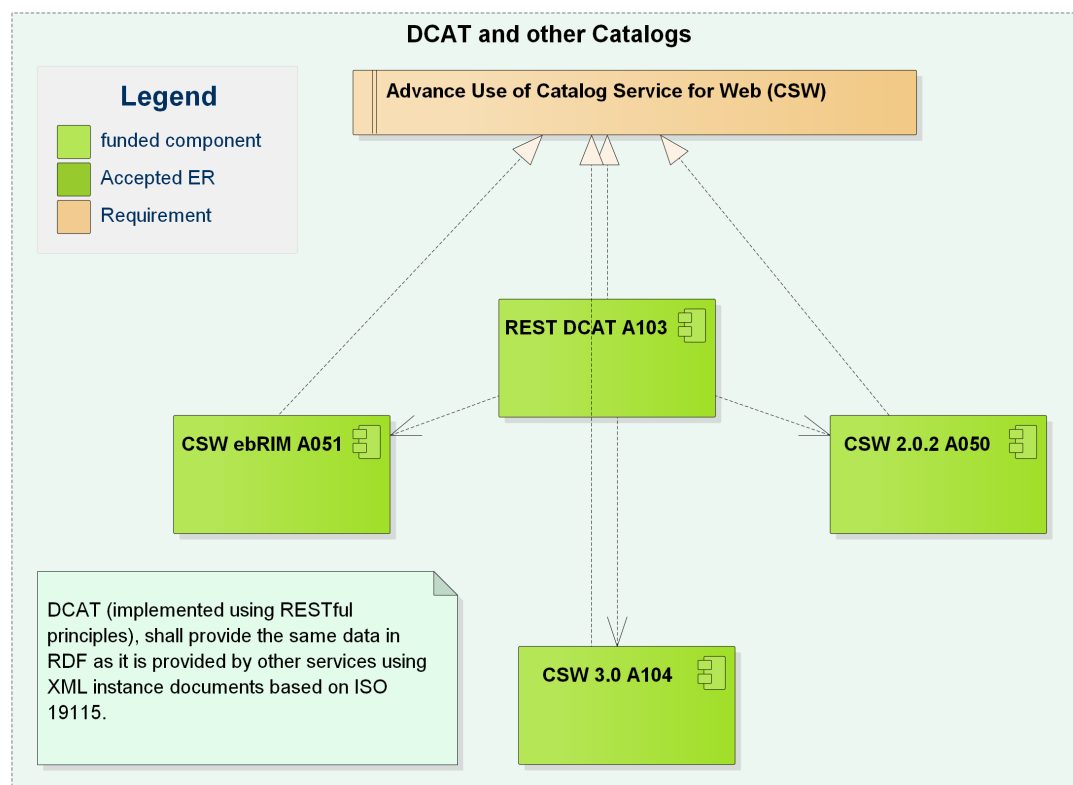 DCAT and other Catalogs
Legend
funded component
Accepted ER
Requirement
Advance Use of Catalog Service for Web (CSW)
REST DCAT A103
CSW ebRIM A051
CSW 2.0.2 A050
CSW 3.0 A104
DCAT (implemented using RESTful
principles), shall provide the same data in
RDF as it is provided by other services using
XML instance documents based on ISO
19115.